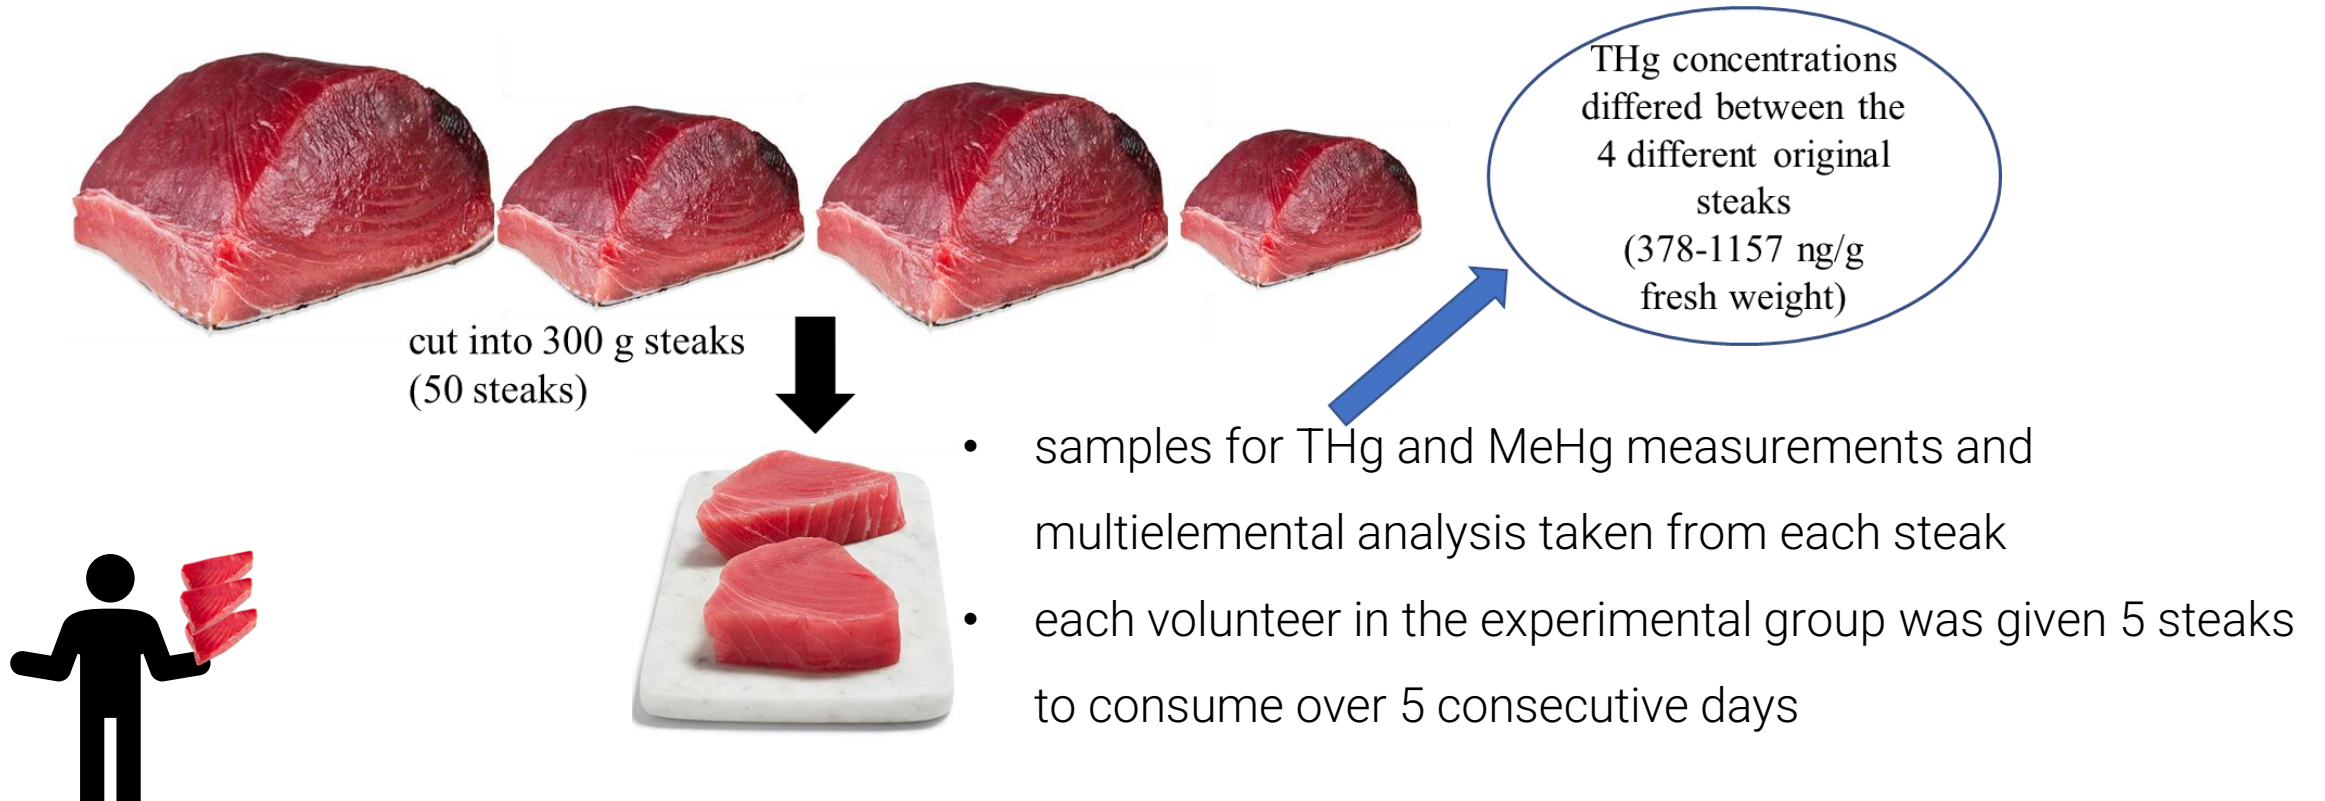 THg concentrations
differed between the
4 different original
steaks
(378-1157 ng/g
fresh weight)
cut into 300 g steaks
(50 steaks)
• samples for THg and MeHg measurements and
multielemental analysis taken from each steak
• each volunteer in the experimental group was given 5 steaks
to consume over 5 consecutive days